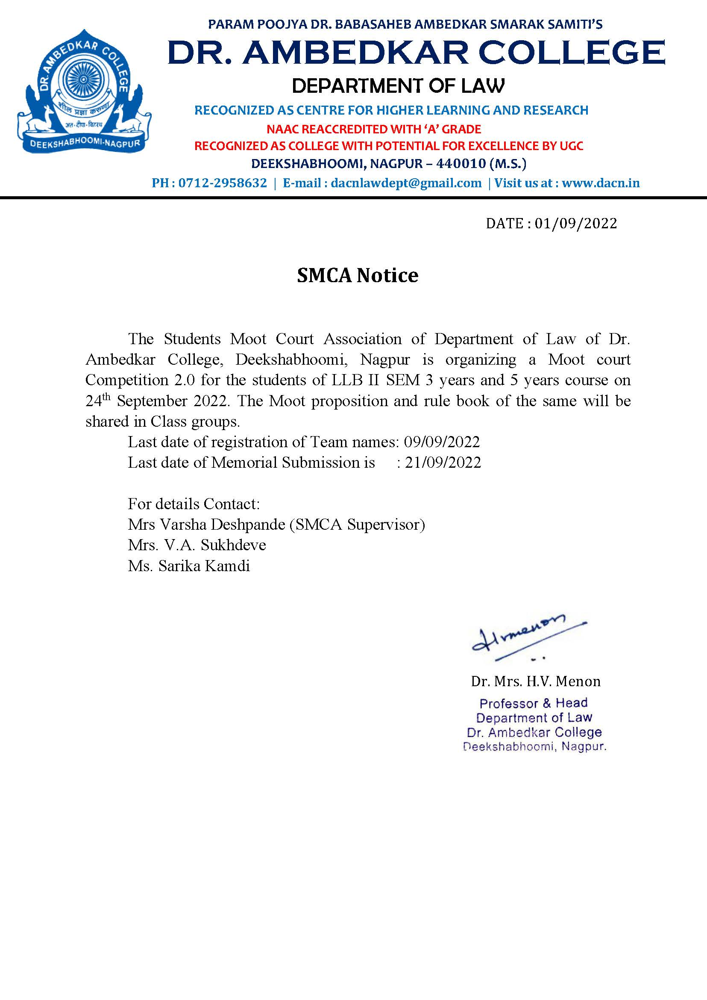 PARAM POOJYA DR. BABASAHEB AMBEDKAR SMARAK SAMITI’S
DR. AMBEDKAR COLLEGE
DEPARTMENT OF LAW
RECOGNIZED AS CENTRE FOR HIGHER LEARNING AND RESEARCH
NAAC REACCREDITED WITH ‘A’ GRADE
RECOGNIZED AS COLLEGE WITH POTENTIAL FOR EXCELLENCE BY UGC
DEEKSHABHOOMI, NAGPUR – 440010 (M.S.)
PH : 0712-2958632 | E-mail : dacnlawdept@gmail.com | Visit us at : www.dacn.in
DR. AMBEDKAR COLLEGE
शील प्रज्ञा करुणा
अत-दीपा-विहरथ
DEEKSHABHOOMI-NAGPUR
DATE : 01/09/2022
SMCA Notice
The Students Moot Court Association of Department of Law of Dr.
Ambedkar College, Deekshabhoomi, Nagpur is organizing a Moot court
Competition 2.0 for the students of LLB II SEM 3 years and 5 years course on
24th September 2022. The Moot proposition and rule book of the same will be
shared in Class groups.
Last date of registration of Team names: 09/09/2022
Last date of Memorial Submission is : 21/09/2022
For details Contact:
Mrs Varsha Deshpande (SMCA Supervisor)
Mrs. V.A. Sukhdeve
Ms. Sarika Kamdi
Hvmenon
Dr. Mrs. H.V. Menon
Professor & Head
Department of Law
Dr. Ambedkar College
Deekshabhoomi, Nagpur.